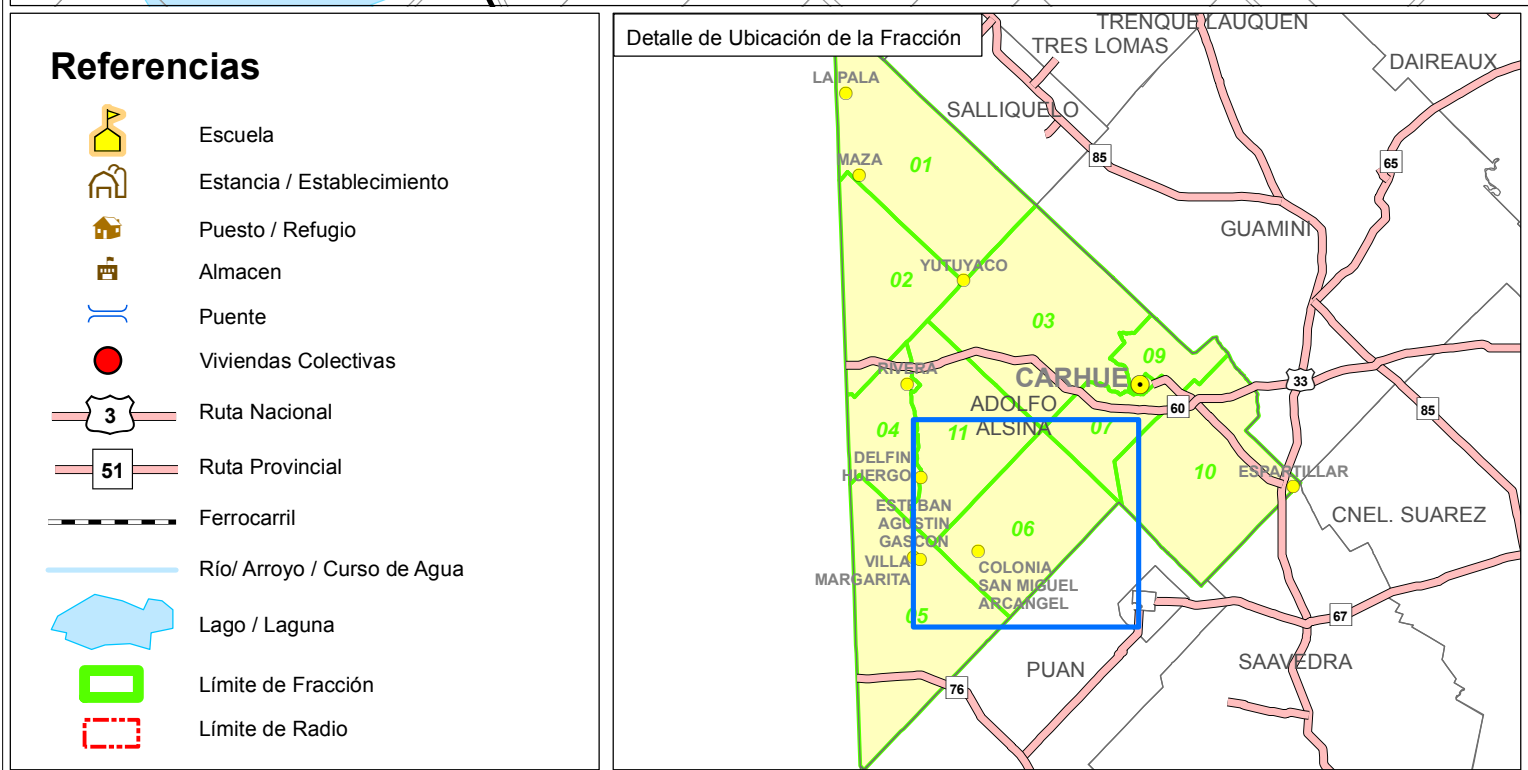 Referencias
Escuela
Estancia / Establecimiento
Puesto / Refugio
Almacen
Puente
Viviendas Colectivas
3
Ruta Nacional
51
Ruta Provincial
Ferrocarril
Río/ Arroyo / Curso de Agua
Lago / Laguna
Límite de Fracción
Límite de Radio
Detalle de Ubicación de la Fracción
TRENQUE LAUQUEN
TRES LOMAS
DAIREAUX
LA PALA
SALLIQUELO
MAZA
01
85
65
GUAMINI
YUTUYACO
02
03
09
RIVERA
CARHUE
33
60
85
ADOLFO
ALSINA
04
11
07
DELFIN
HUERGO
10
ESPARTILLAR
ESTEBAN
AGUSTIN
GASCON
06
CNEL. SUAREZ
VILLA
MARGARITA
COLONIA
SAN MIGUEL
ARCANGEL
05
67
PUAN
SAAVEDRA
76